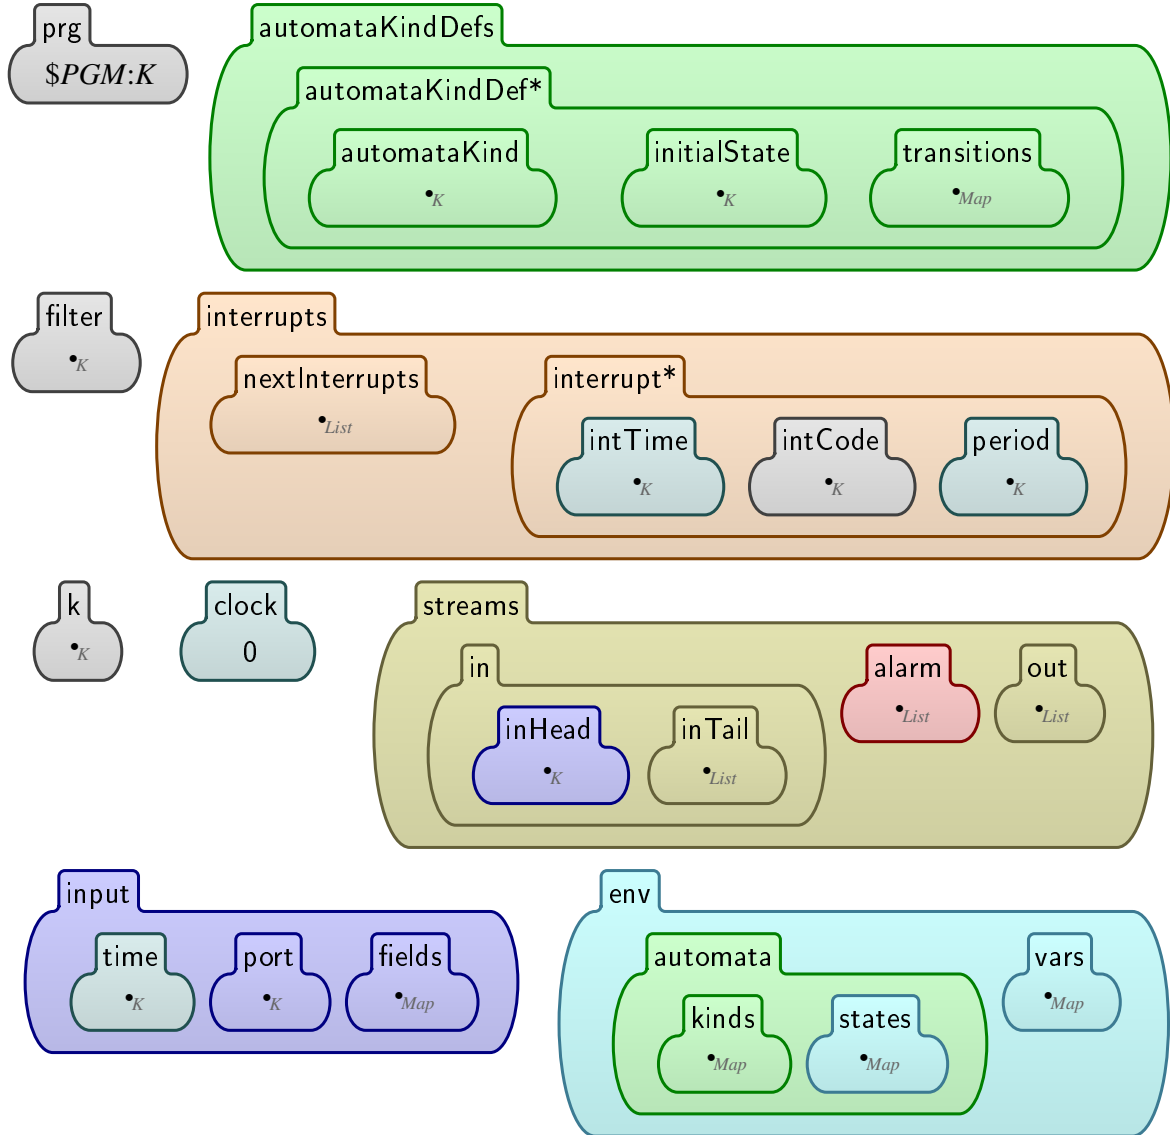 prg
$PGM:K
automataKindDefs
automataKindDef*
automataKind initialState transitions
•K •K •Map
filter
•K
interrupts
nextInterrupts
•List
interrupt*
intTime intCode period
•K •K •K
k
•K
clock
0
streams
in
inHead inTail
•K •List
alarm
•List
out
•List
input
time port fields
•K •K •Map
env
automata
kinds states
•Map •Map
vars
•Map